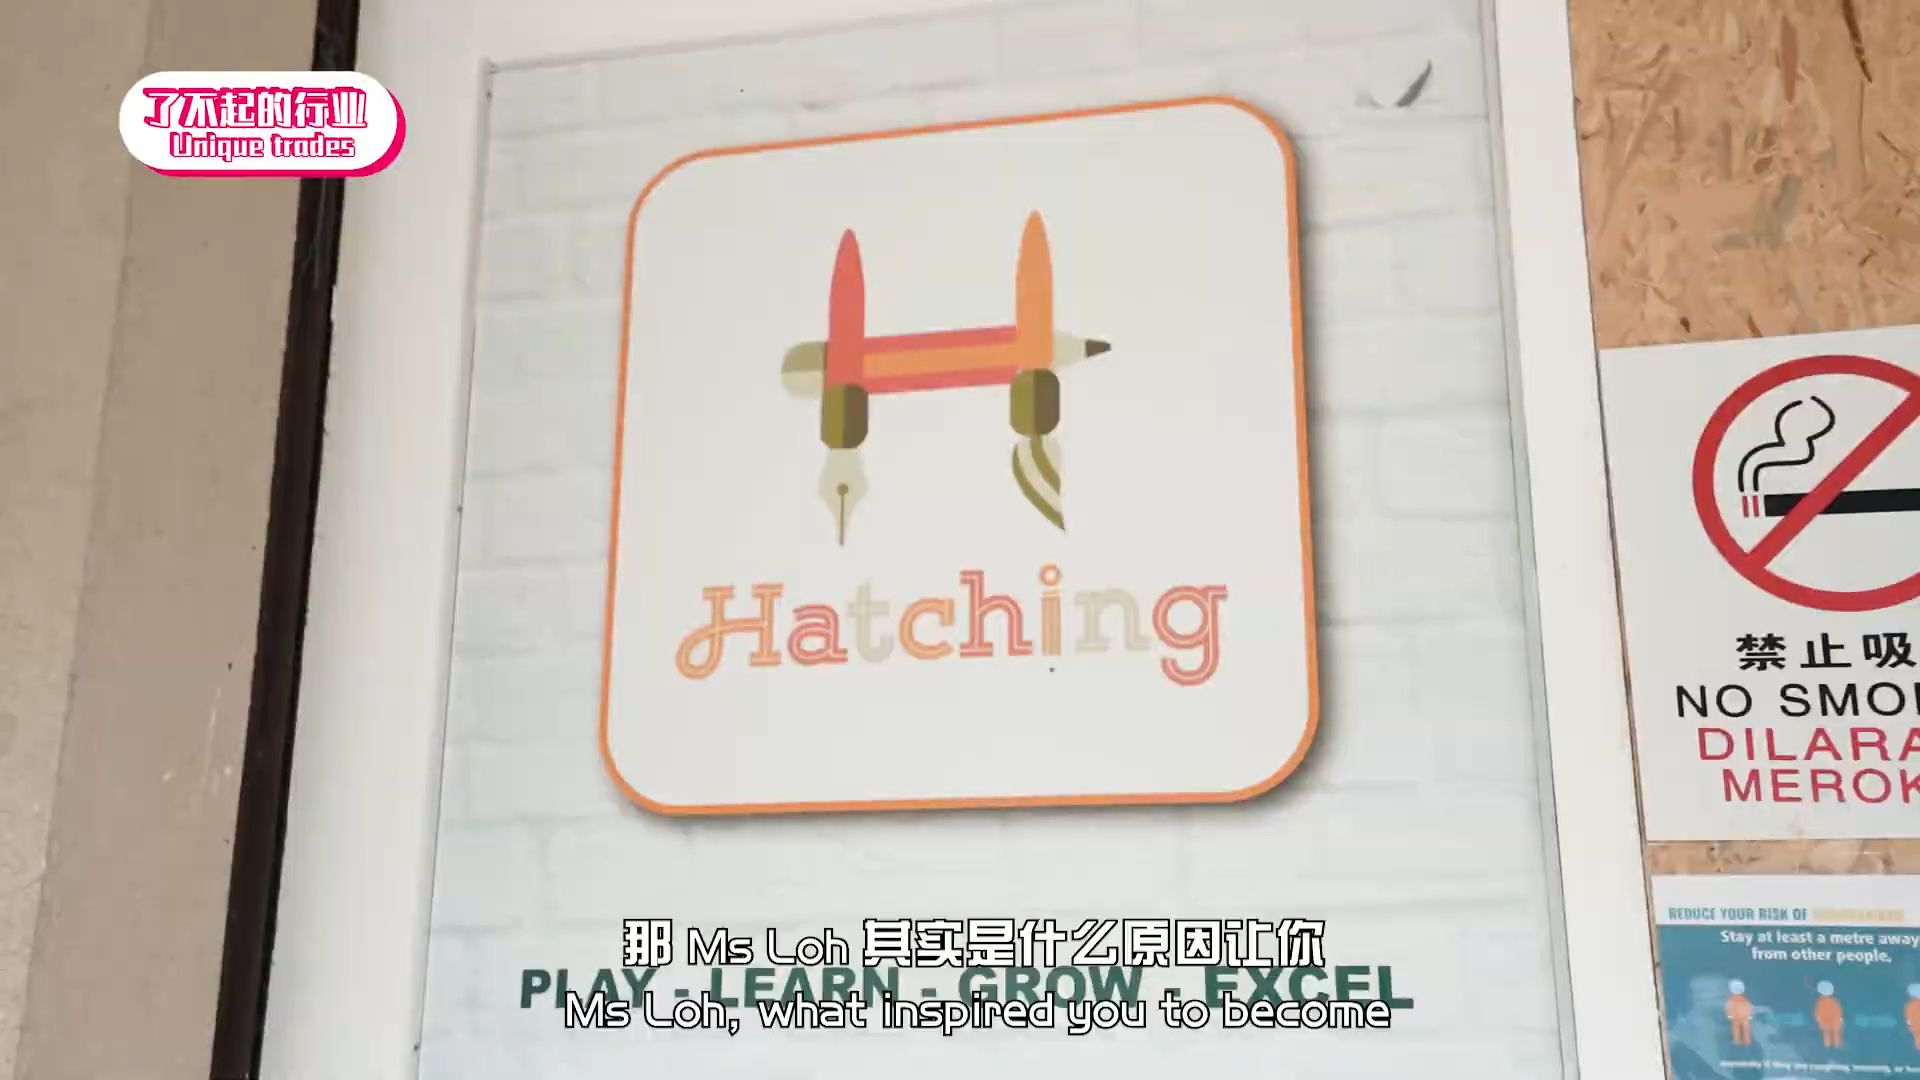 了不起的行业
Unique trades
Hatching
PLAY - LEARN - GROW - EXCEL
那 Ms Loh 其实是什么原因让你
Ms Loh, what inspired you to become
禁止吸
NO SMO
DILARA
MEROK
REDUCE YOUR RISK OF
Stay at least a metre away
from other people,